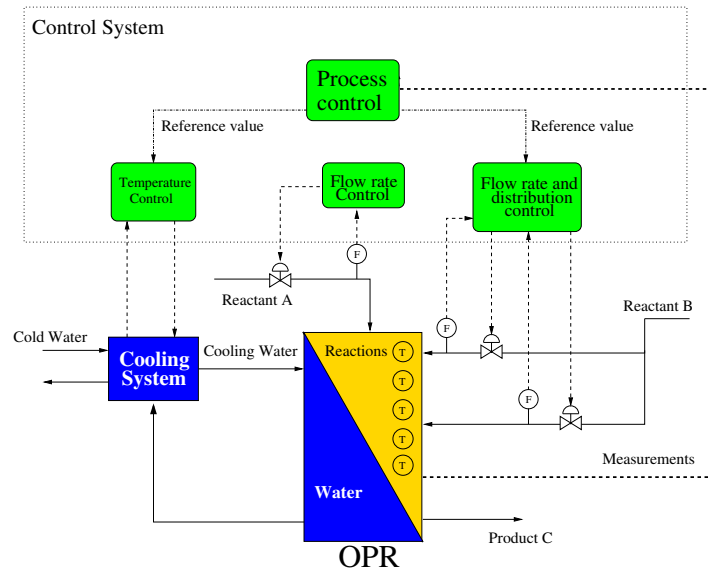 Control System
Process
control
Reference value
Reference value
Temperature
Control
Flow rate
Control
Flow rate and
distribution
control
F
Reactant A
F
Reactant B
Cold Water
Cooling
System
Cooling Water
Reactions
T
T
T
T
T
F
Measurements
Water
Product C
OPR